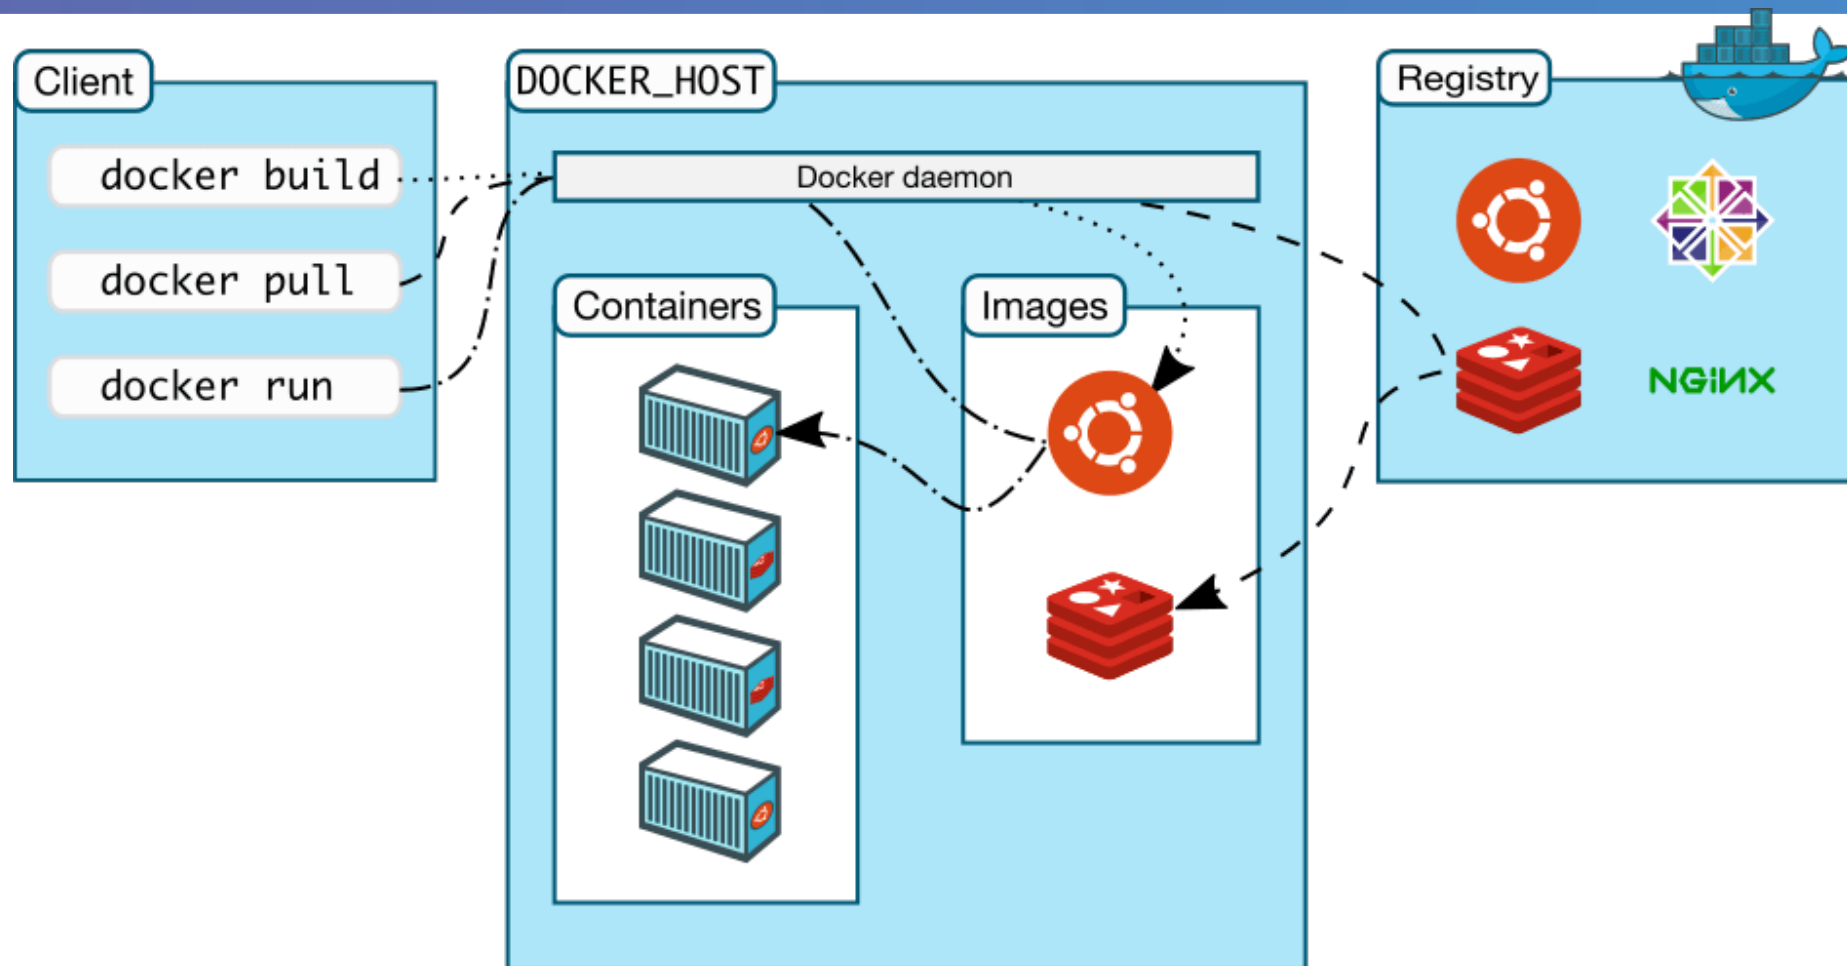 Client
docker build
docker pull
docker run
DOCKER_HOST
Docker daemon
Containers
Images
Registry
NGiNX